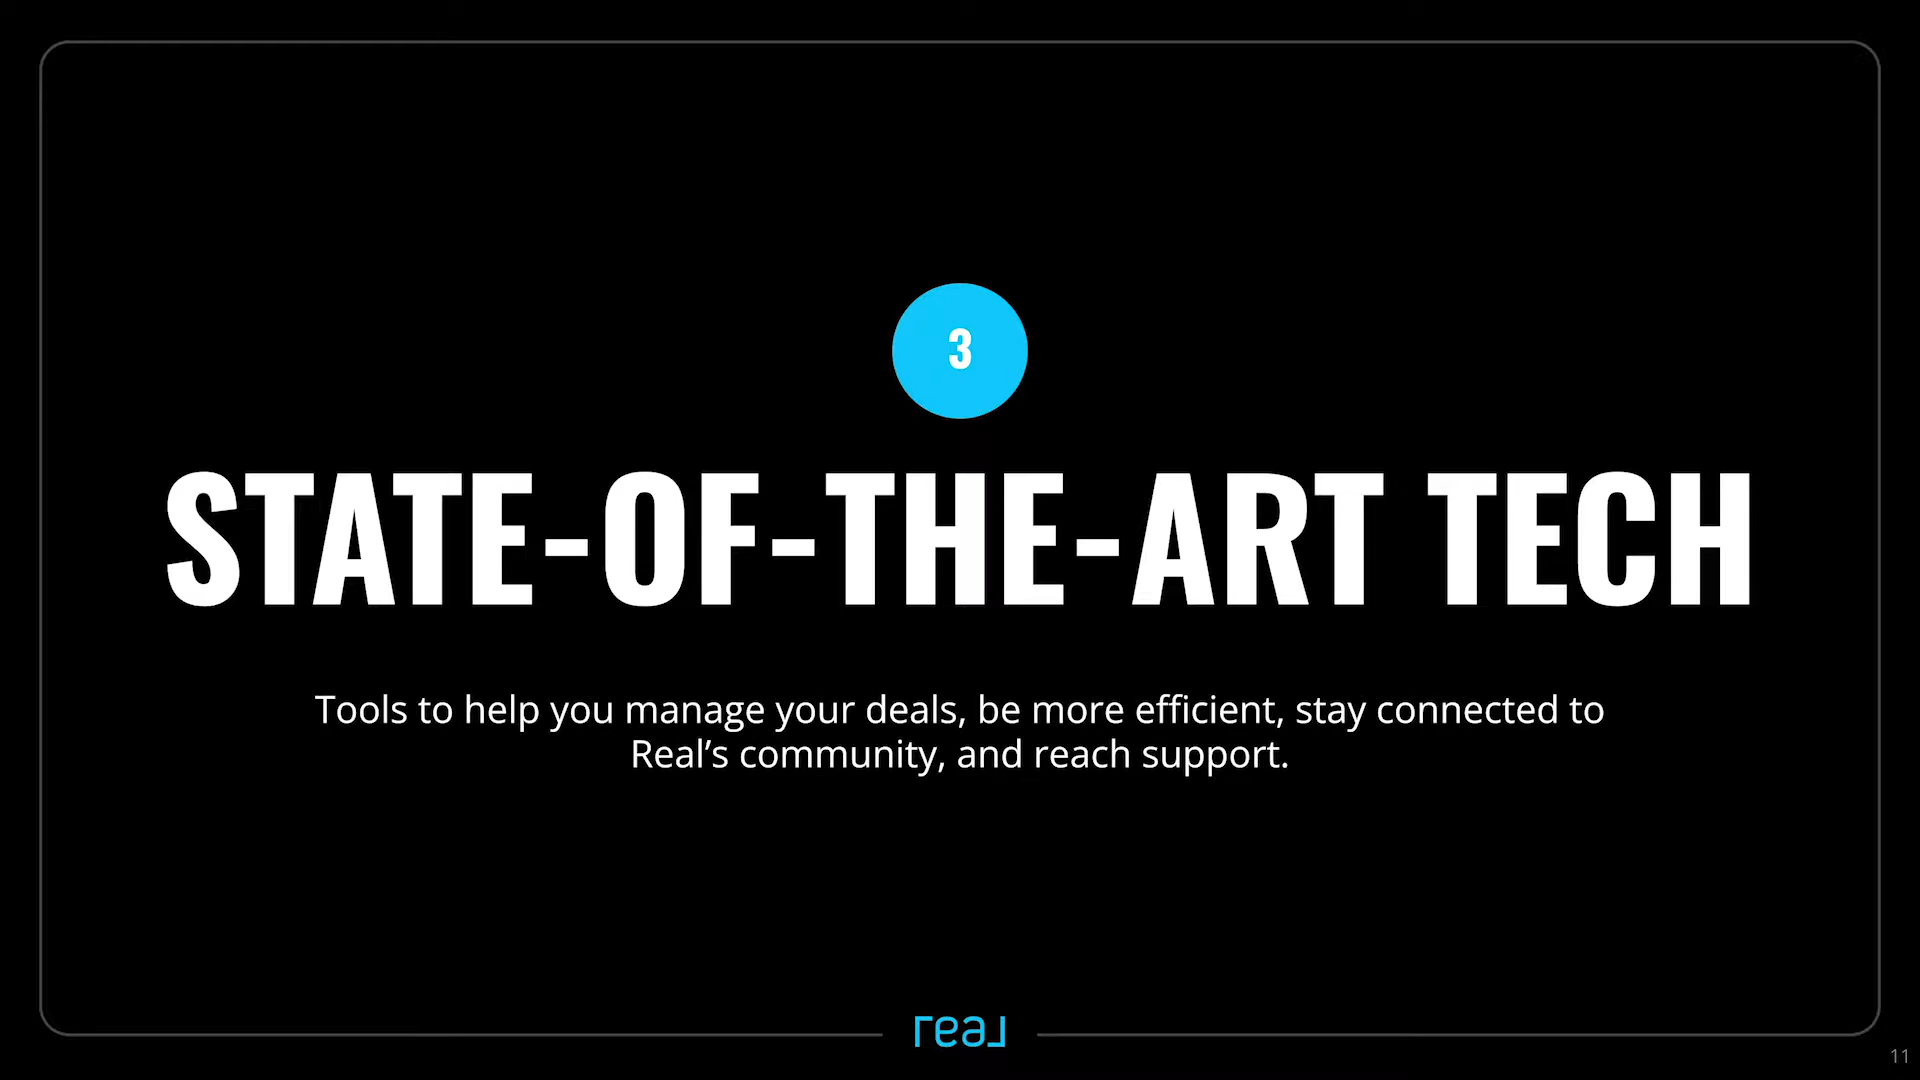 3
STATE-OF-THE-ART TECH
Tools to help you manage your deals, be more efficient, stay connected to
Real’s community, and reach support.
real
11